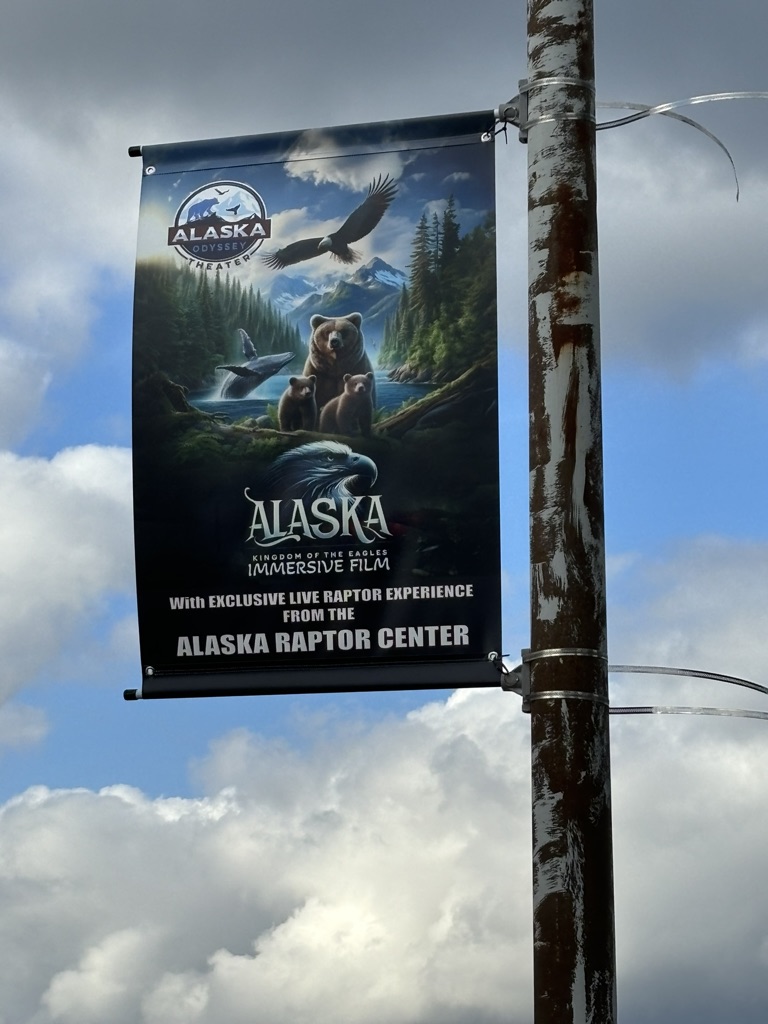 ALASKA
ODYSSEY
THEATER
ALASKA
KINGDOM OF THE EAGLES
IMMERSIVE FILM
With EXCLUSIVE LIVE RAPTOR EXPERIENCE
FROM THE
ALASKA RAPTOR CENTER